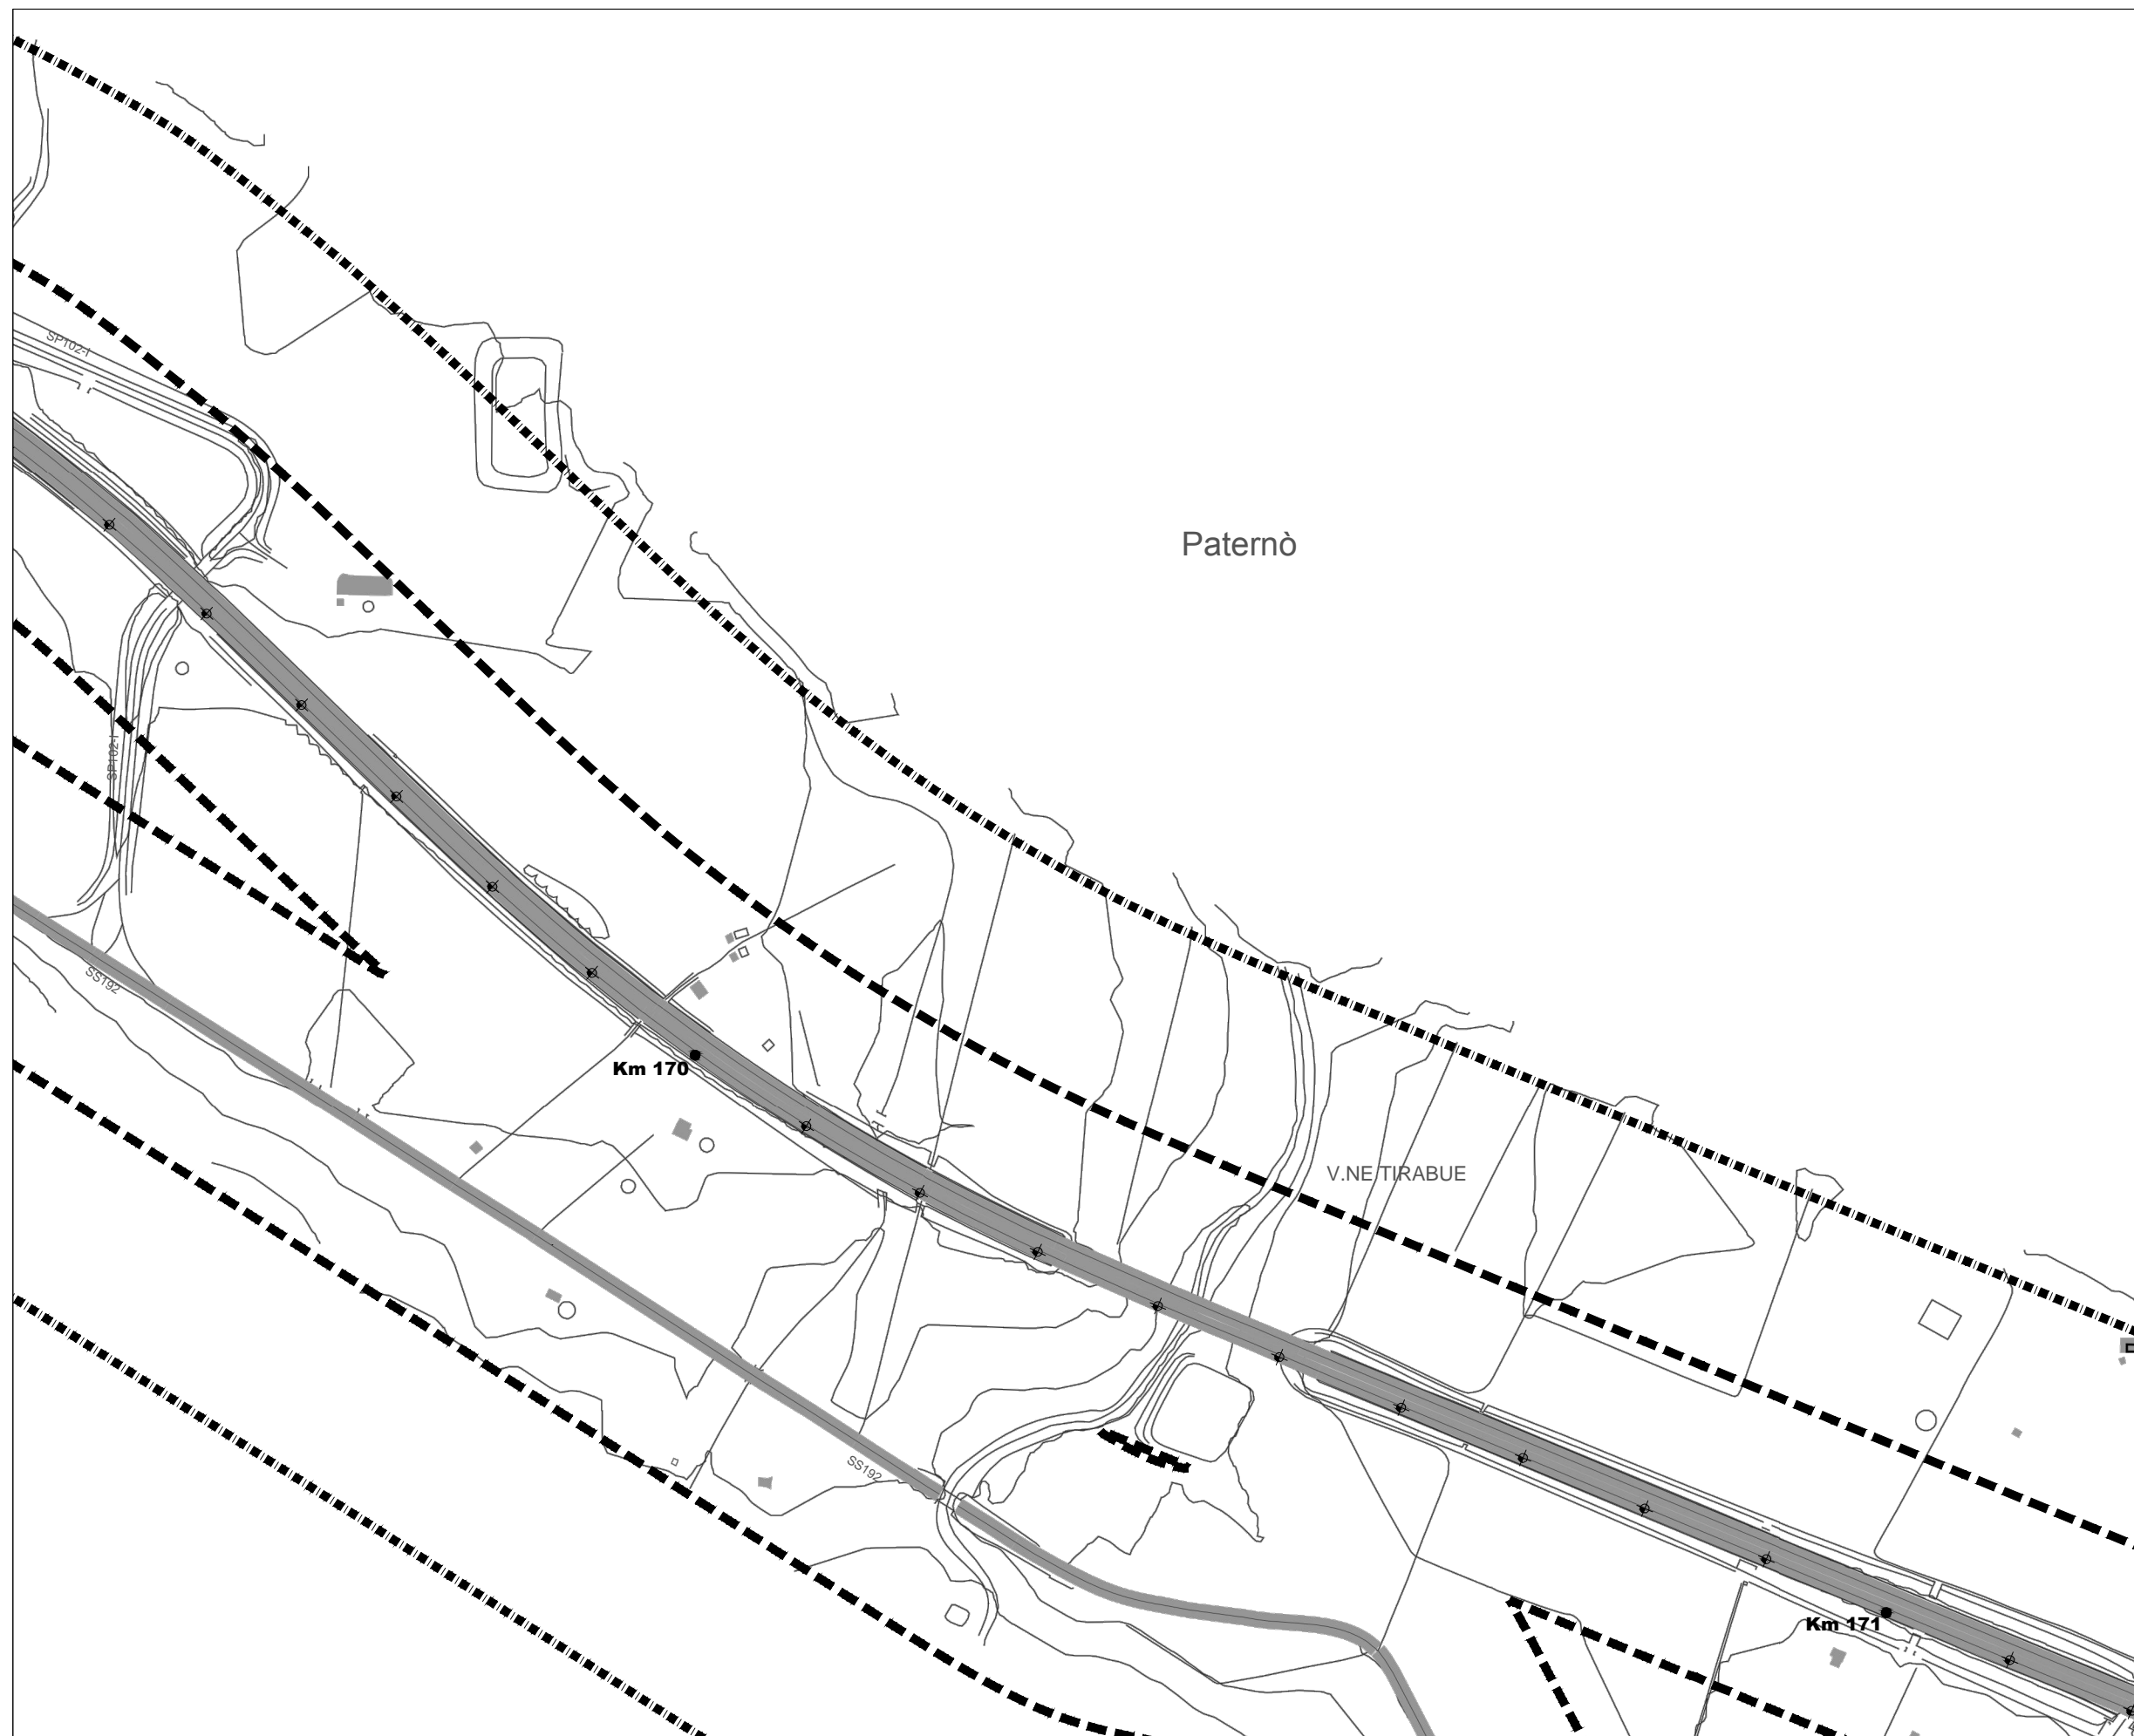 SP102-I
Paternò
SP102-I
SS192
Km 170
V.NE TIRABUE
SS192
Km 171